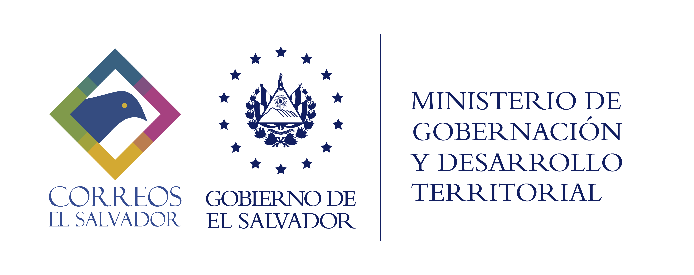 CORREOS
EL SALVADOR
GOBIERNO DE
EL SALVADOR
MINISTERIO DE
GOBERNACIÓN
Y DESARROLLO
TERRITORIAL